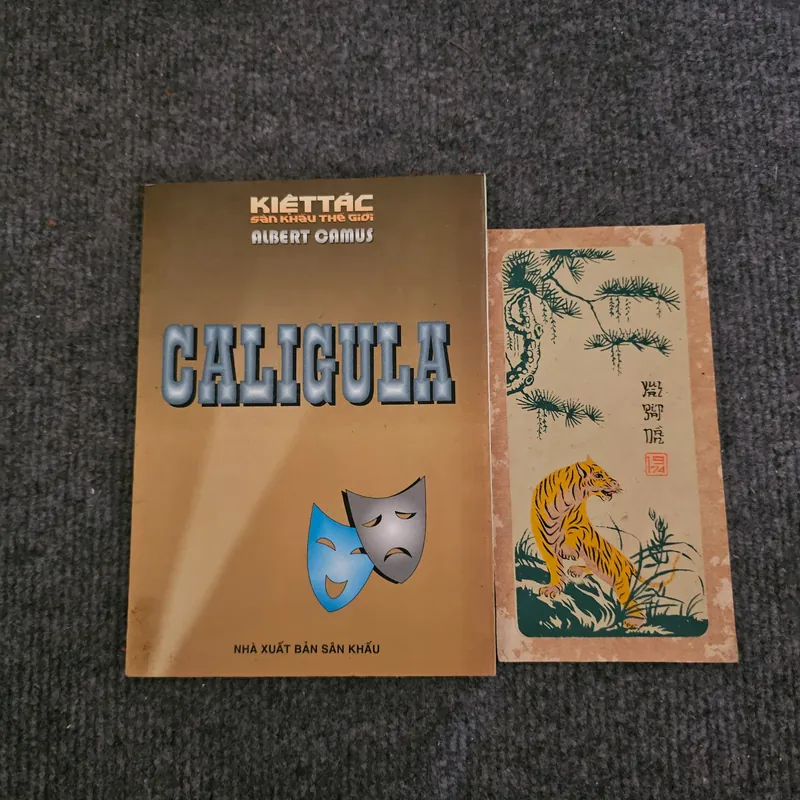 KIỆT TÁC
SÂN KHẤU THẾ GIỚI
ALBERT CAMUS
CALIGULA
NHÀ XUẤT BẢN SÂN KHẤU